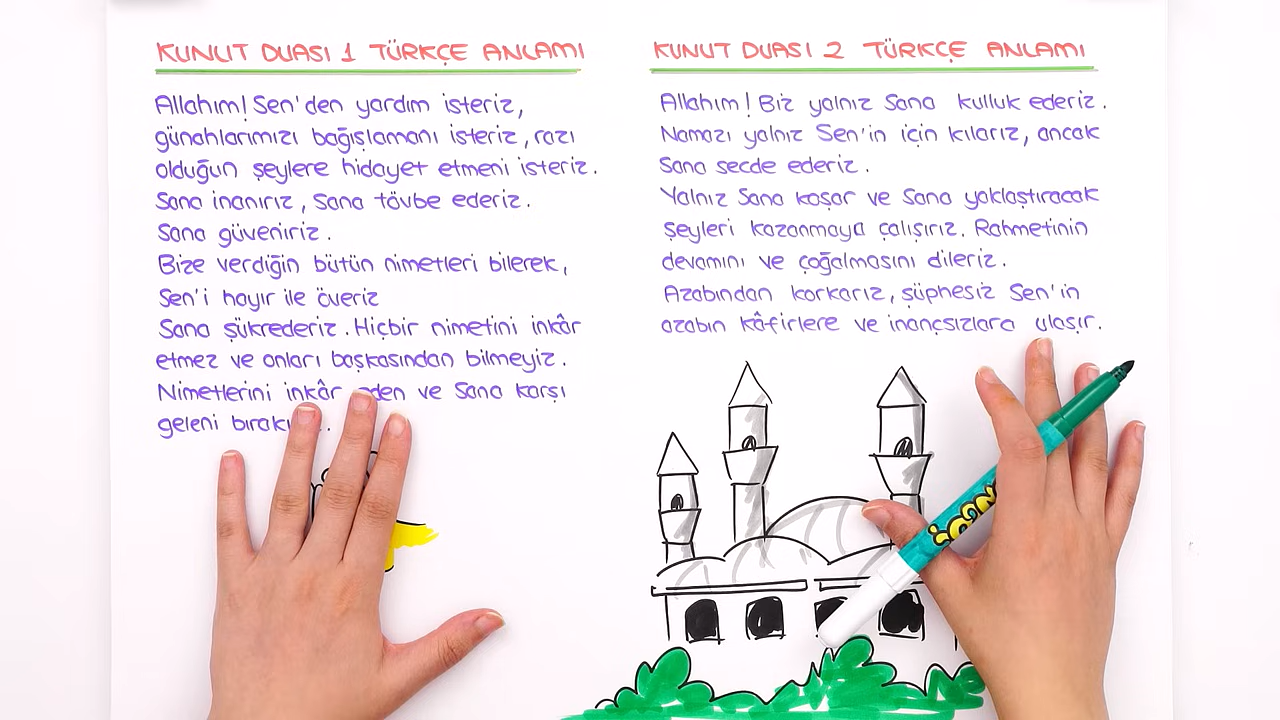 KUNUT DUASI 1 TÜRKÇE ANLAMI
Allahım! Sen'den yardım isteriz,
günahlarımızı bağışlamanı isteriz, razı
olduğun şeylere hidayet etmeni isteriz.
Sana inanırız, Sana tövbe ederiz.
Sana güveniriz.
Bize verdiğin bütün nimetleri bilerek,
Sen'i hayır ile överiz
Sana şükrederiz. Hiçbir nimetini inkâr
etmez ve onları başkasından bilmeyiz.
Nimetlerini inkâr eden ve Sana karşı
geleni
KUNUT DUASI 2 TÜRKÇE ANLAMI
Allahım! Biz yalnız Sana kulluk ederiz.
Namazı yalnız Sen'in için kılarız, ancak
Sana secde ederiz.
Yalnız Sana koşar ve Sana yaklaştıracak
şeyleri kazanmaya çalışırız. Rahmetinin
devamını ve çoğalmasını dileriz.
Azabından korkarız, şüphesiz Sen'in
azabın kâfirlere ve inançsızlara ulaşır.